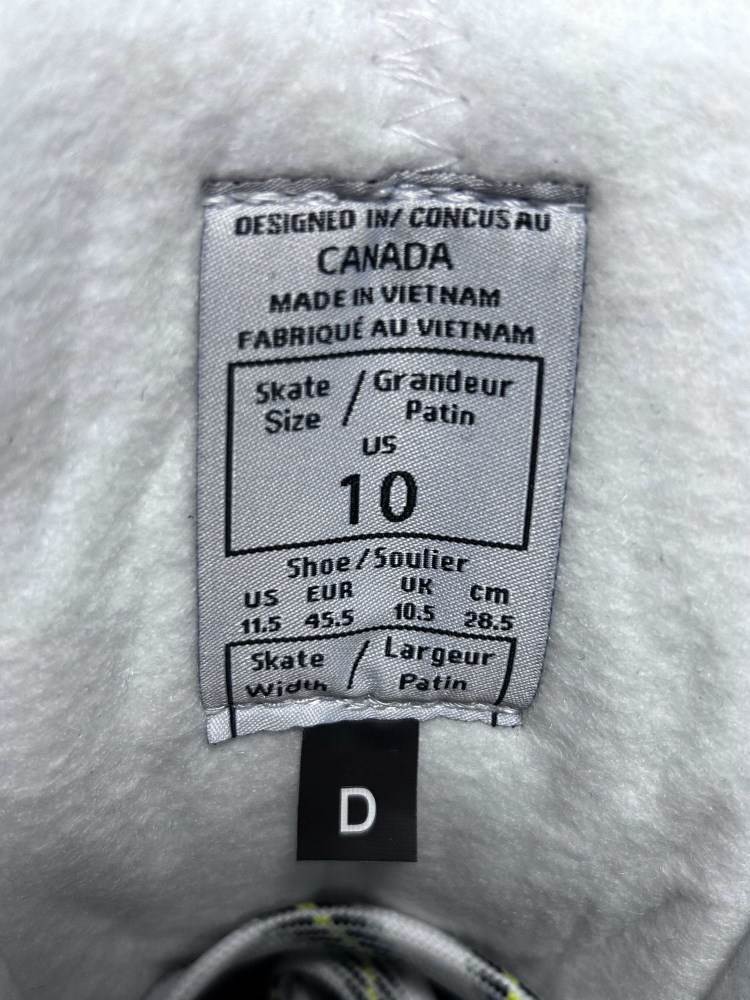 DESIGNED IN/ CONCUS AU
CANADA
MADE IN VIETNAM
FABRIQUÉ AU VIETNAM
Skate / Grandeur
Size Patin
US
10
Shoe/Soulier
US EUR UK cm
11.5 45.5 10.5 28.5
Skate / Largeur
Width Patin
D